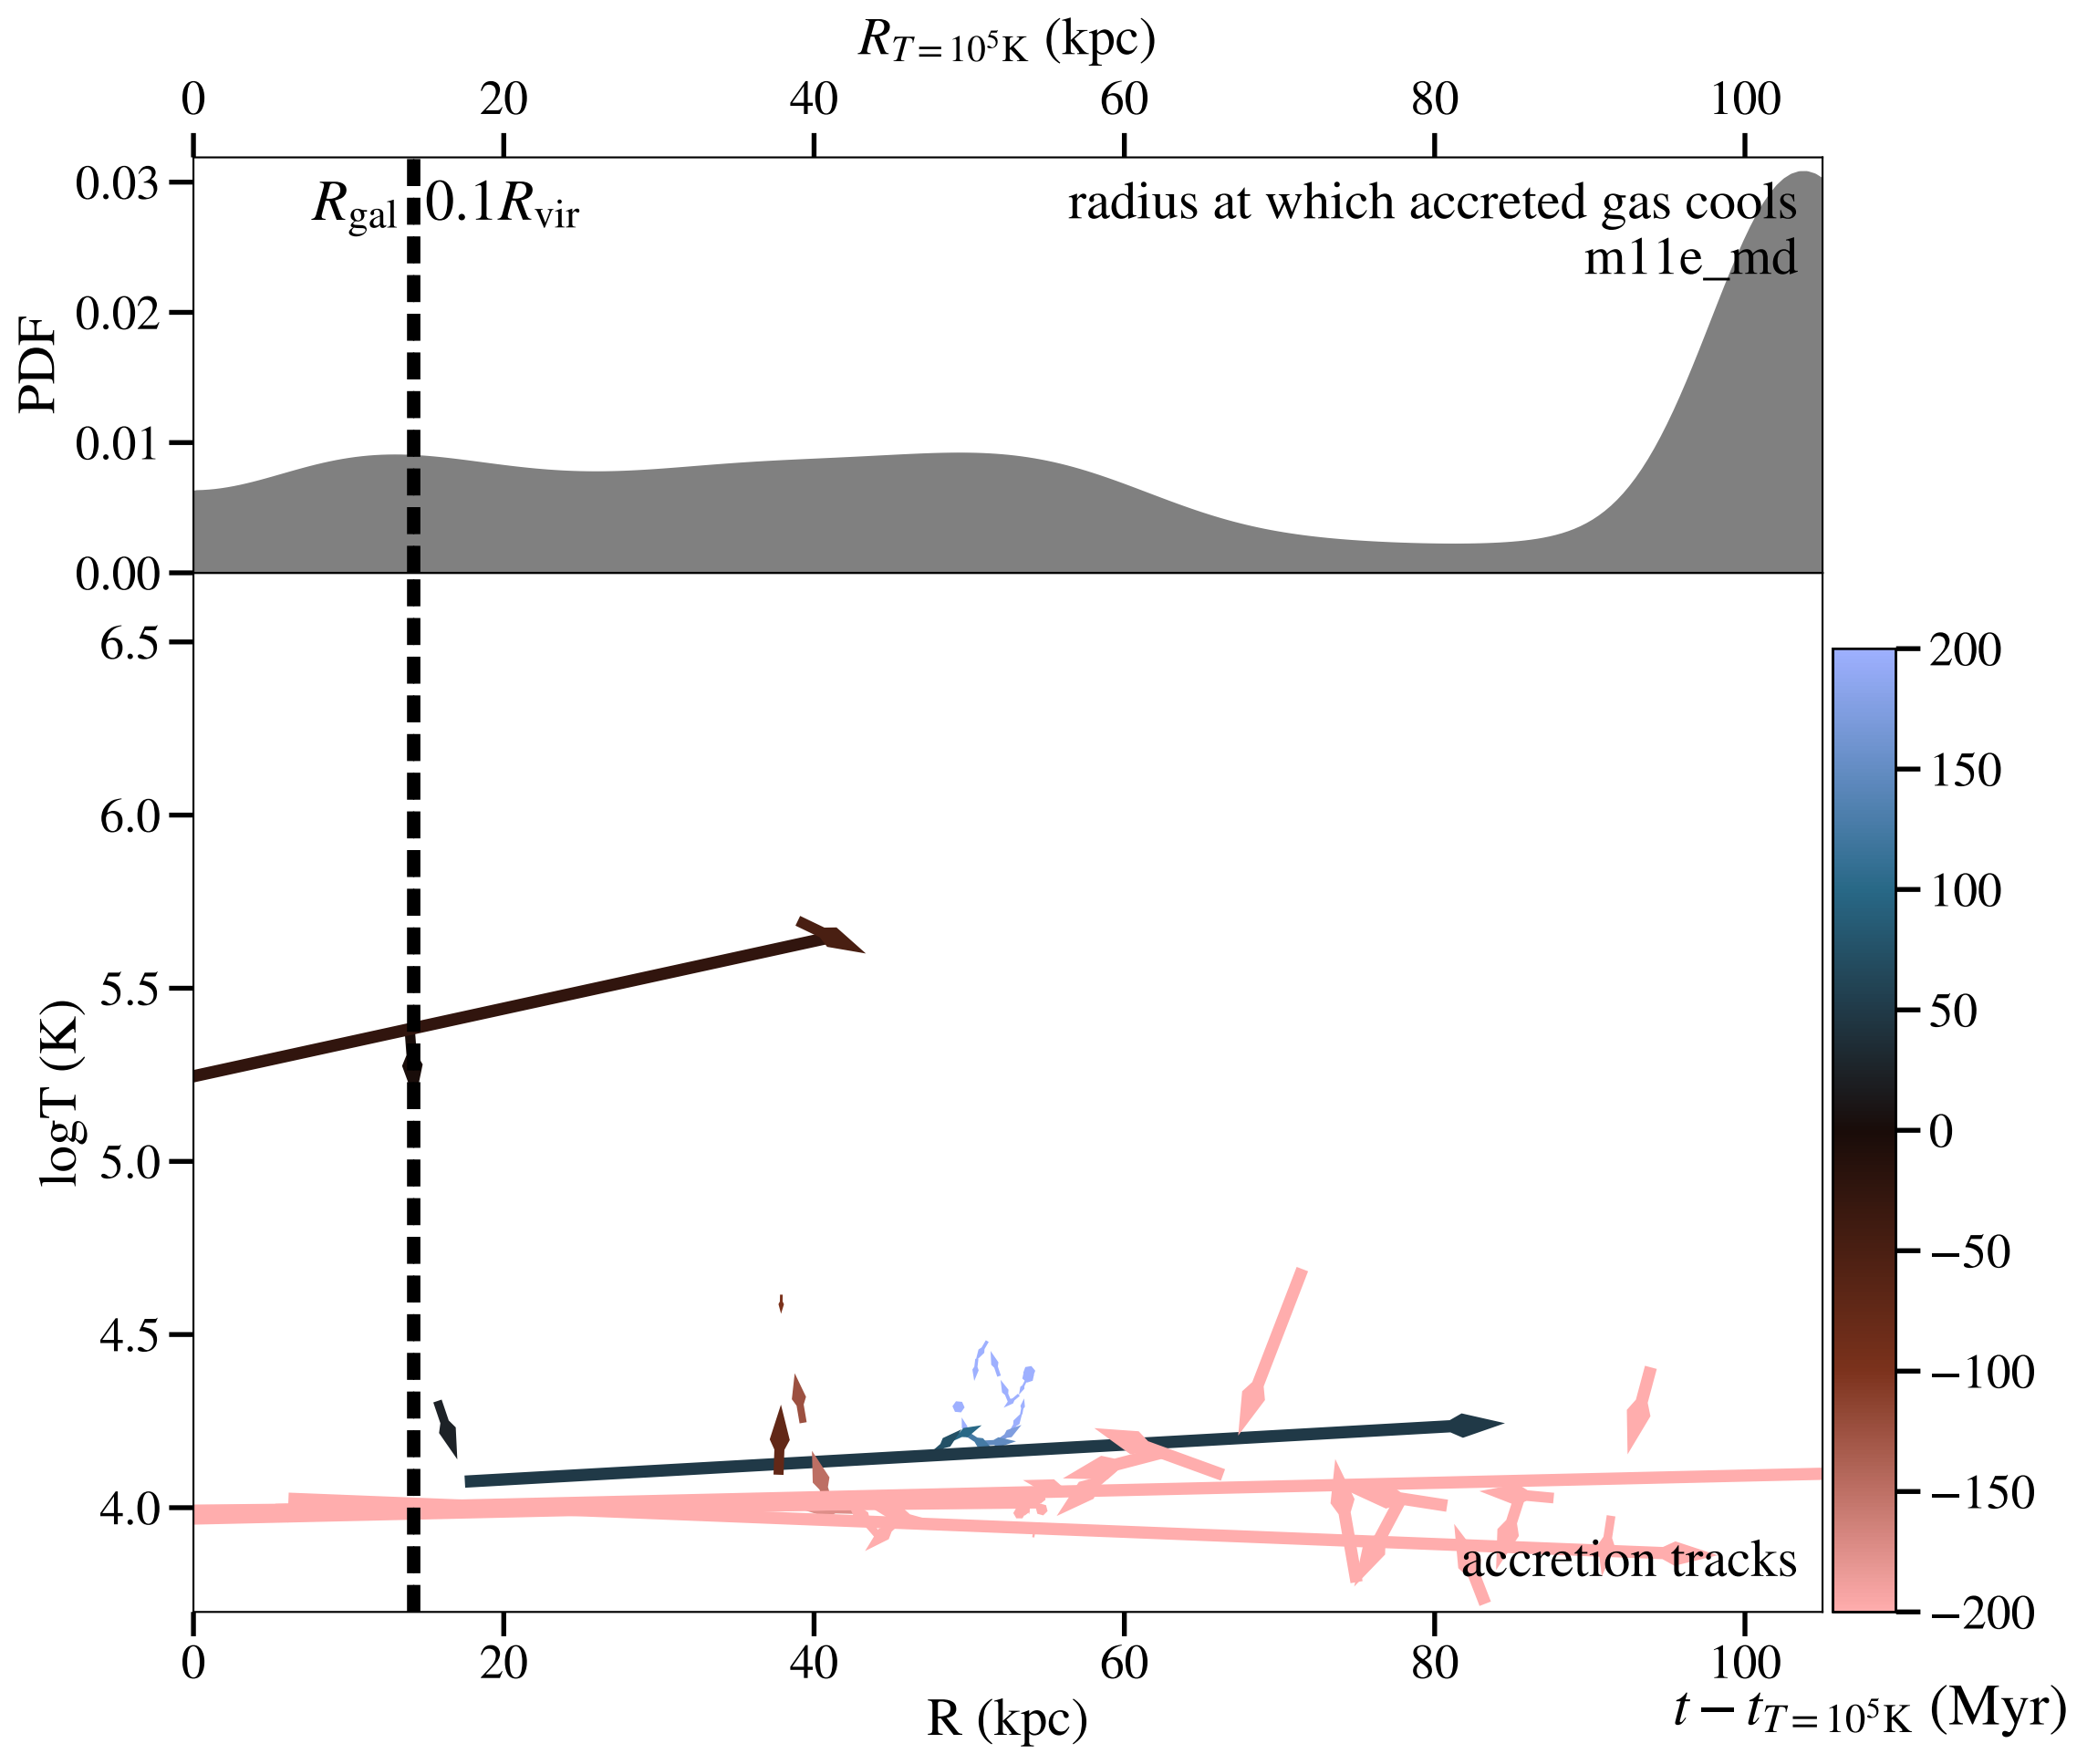 R_{T=10^5K} (kpc)
0 20 40 60 80 100
R_gal 0.1R_vir
radius at which accreted gas cools
m11e_md
PDF
0.03
0.02
0.01
0.00
logT (K)
6.5
6.0
5.5
5.0
4.5
4.0
accretion tracks
0 20 40 60 80 100
R (kpc)
200
150
100
50
0
−50
−100
−150
−200
t − t_{T=10^5K} (Myr)